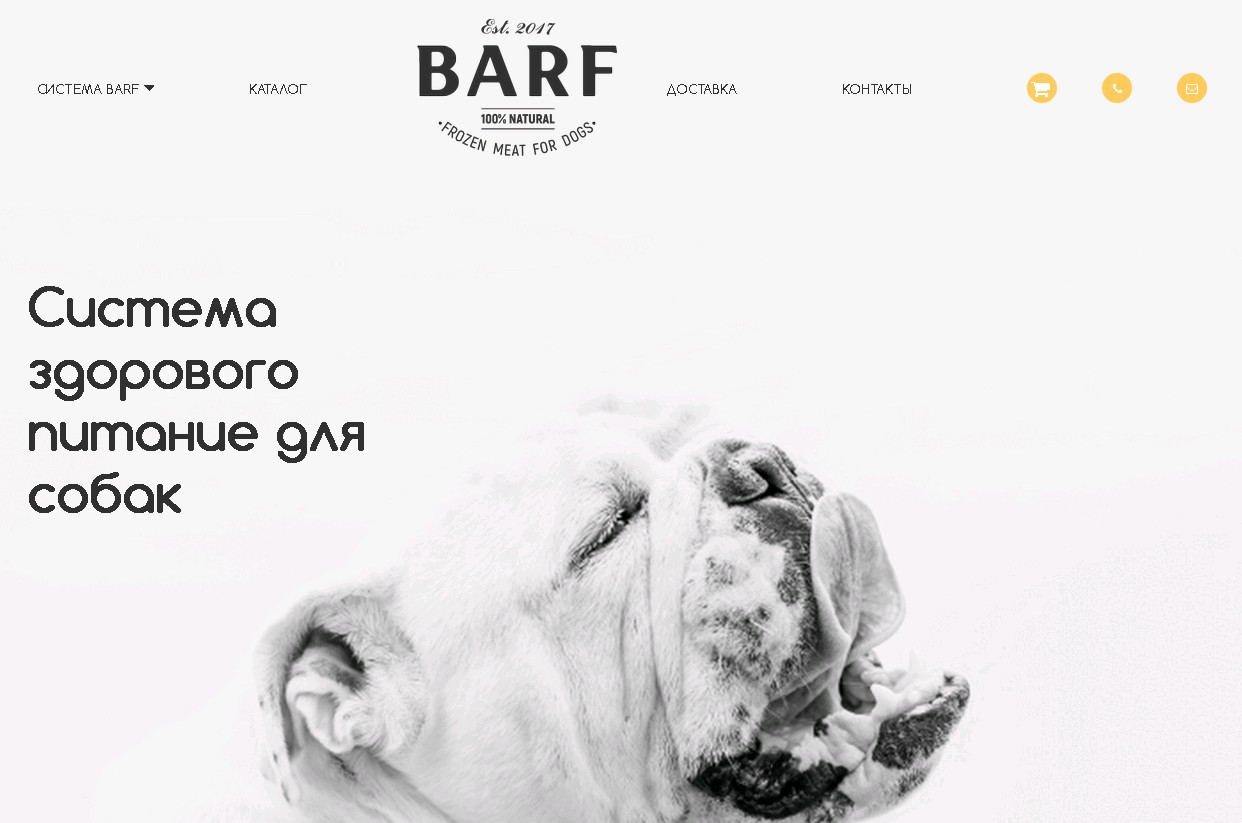 Est. 2017
СИСТЕМА BARF
КАТАЛОГ
BARF
ДОСТАВКА
КОНТАКТЫ
100% NATURAL
•FROZEN MEAT FOR DOGS•
Система
здорового
питание для
собак